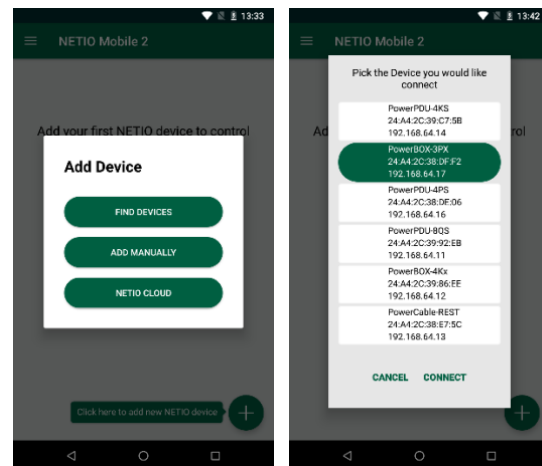 13:33
NETIO Mobile 2
Add your first NETIO device to control
Add Device
FIND DEVICES
ADD MANUALLY
NETIO CLOUD
Click here to add new NETIO device
13:42
NETIO Mobile 2
Ad
rol
Pick the Device you would like
connect
PowerPDU-4KS
24:A4:2C:39:C7:5B
192.168.64.14
PowerBOX-3PX
24:A4:2C:38:DF:F2
192.168.64.17
PowerPDU-4PS
24:A4:2C:38:DE:06
192.168.64.16
PowerPDU-8QS
24:A4:2C:39:92:EB
192.168.64.11
PowerBOX-4Kx
24:A4:2C:39:86:EE
192.168.64.12
PowerCable-REST
24:A4:2C:38:E7:5C
192.168.64.13
CANCEL CONNECT